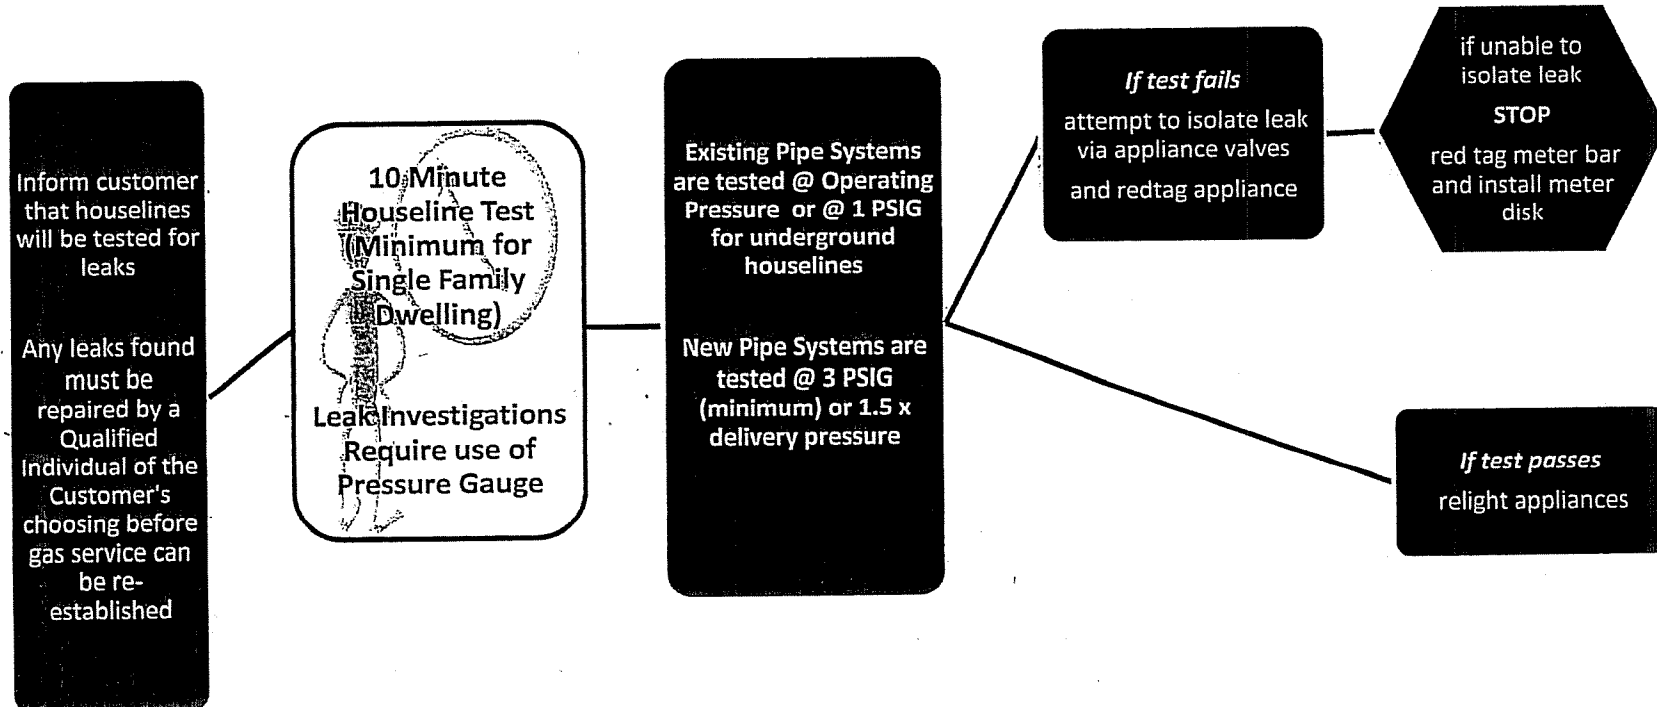 Inform customer
that houselines
will be tested for
leaks
Any leaks found
must be
repaired by a
Qualified
Individual of the
Customer's
choosing before
gas service can
be re-
established
10 Minute
Houseline Test
(Minimum for
Single Family
Dwelling)
Leak Investigations
Require use of
Pressure Gauge
Existing Pipe Systems
are tested @ Operating
Pressure or @ 1 PSIG
for underground
houselines
New Pipe Systems are
tested @ 3 PSIG
(minimum) or 1.5 x
delivery pressure
If test fails
attempt to isolate leak
via appliance valves
and redtag appliance
if unable to
isolate leak
STOP
red tag meter bar
and install meter
disk
If test passes
relight appliances